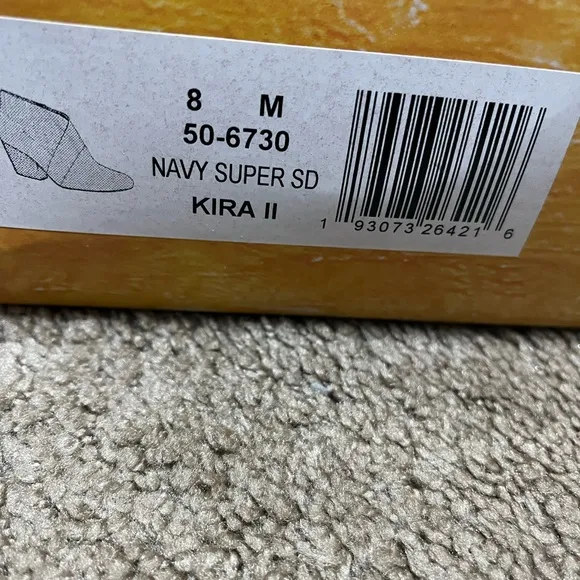 8 M
50-6730
NAVY SUPER SD
KIRA II
1 93073 26421 6